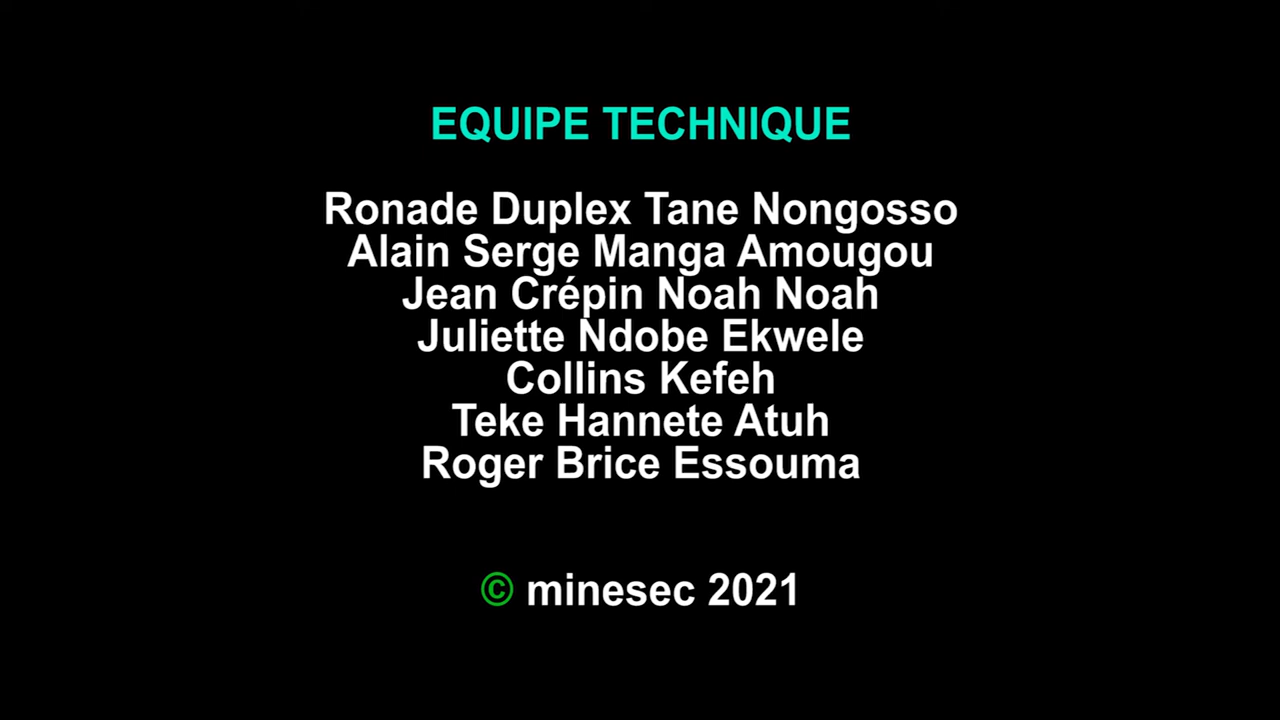 EQUIPE TECHNIQUE
Ronade Duplex Tane Nongosso
Alain Serge Manga Amougou
Jean Crépin Noah Noah
Juliette Ndobe Ekwele
Collins Kefeh
Teke Hannete Atuh
Roger Brice Essouma
© minesec 2021